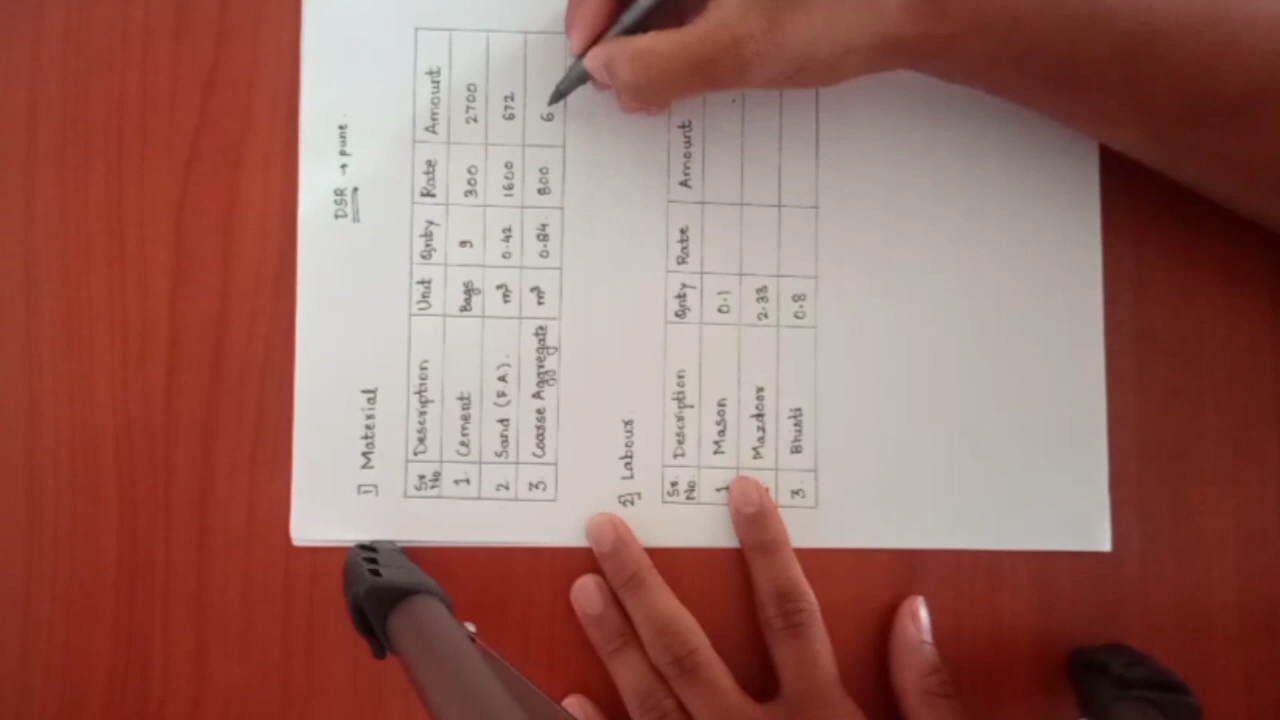 DSR → pune.
1] Material
Sr. No Description Unit Qnty Rate Amount
1. Cement Bags 9 300 2700
2 Sand (F.A). m³ 0.42 1600 672
3 Coarse Aggregate m³ 0.84. 800 6
2] Labour.
Sr. No. Description Qnty Rate Amount
1 Mason 0.1
Mazdoor 2.33
3. Bhisti 0.8